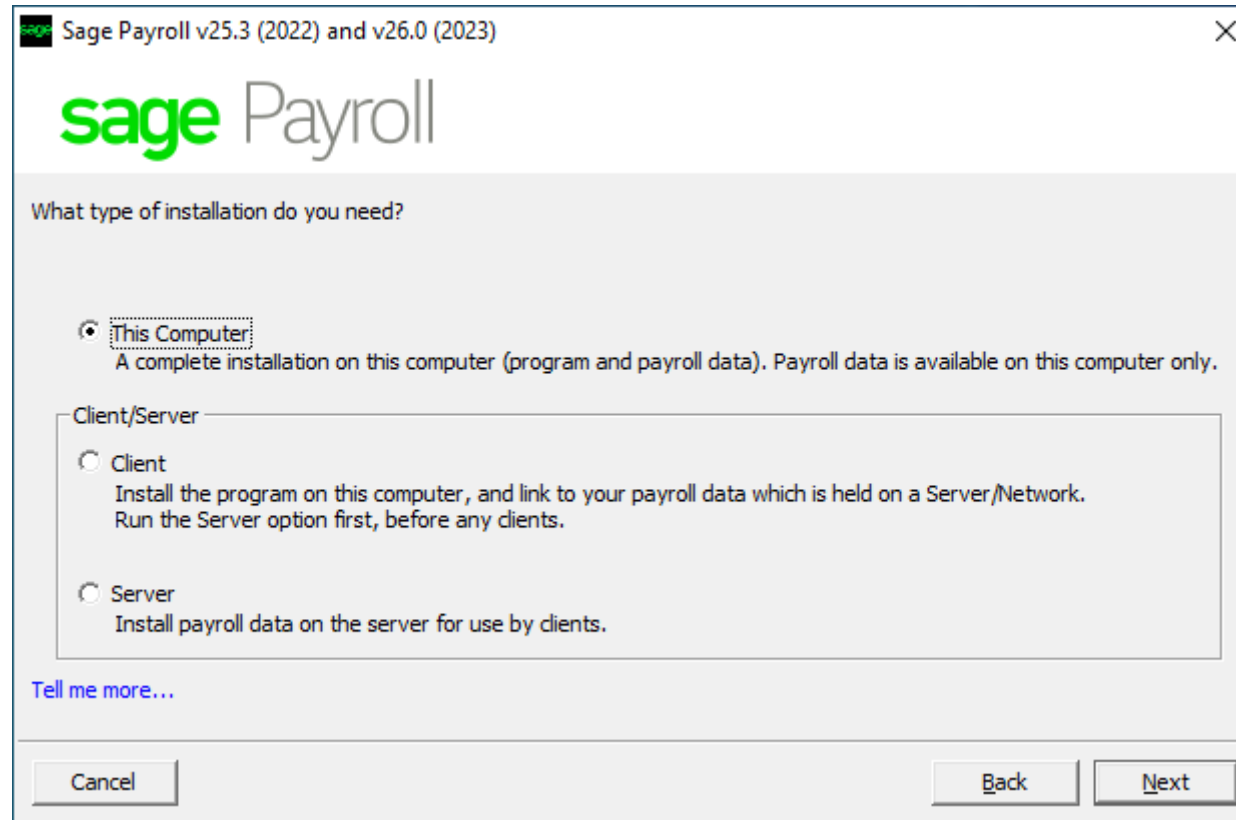 sage Sage Payroll v25.3 (2022) and v26.0 (2023)
sage Payroll
What type of installation do you need?
This Computer
A complete installation on this computer (program and payroll data). Payroll data is available on this computer only.
Client/Server
Client
Install the program on this computer, and link to your payroll data which is held on a Server/Network.
Run the Server option first, before any clients.
Server
Install payroll data on the server for use by clients.
Tell me more...
Cancel Back Next